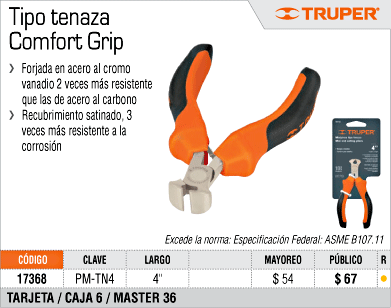 Tipo tenaza
Comfort Grip
TRUPER®
Forjada en acero al cromo
vanadio 2 veces más resistente
que las de acero al carbono
Recubrimiento satinado, 3
veces más resistente a la
corrosión
TRUPER
4"
Excede la norma: Especificación Federal: ASME B107.11
CÓDIGO CLAVE LARGO MAYOREO PÚBLICO R
17368 PM-TN4 4" $ 54 $ 67
TARJETA / CAJA 6 / MASTER 36